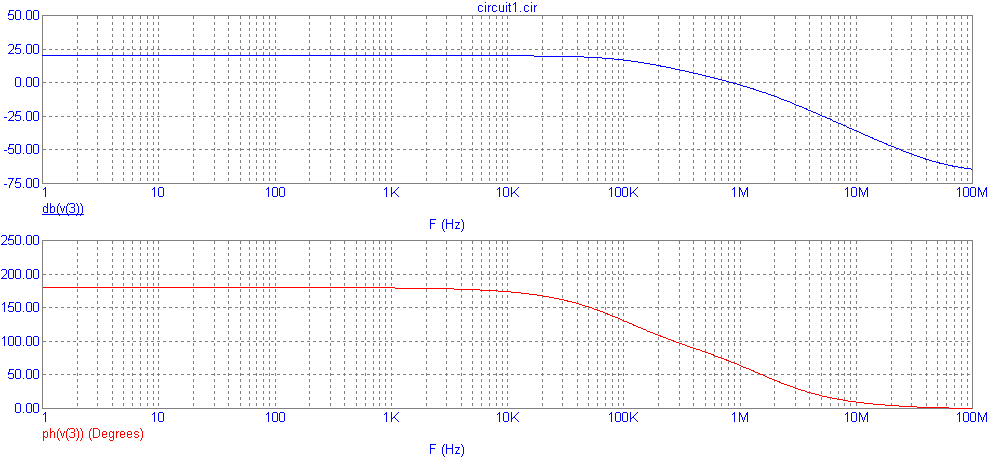 circuit1.cir
50.00
25.00
0.00
-25.00
-50.00
-75.00
1 10 100 1K 10K 100K 1M 10M 100M
db(v(3))
F (Hz)
250.00
200.00
150.00
100.00
50.00
0.00
1 10 100 1K 10K 100K 1M 10M 100M
ph(v(3)) (Degrees)
F (Hz)